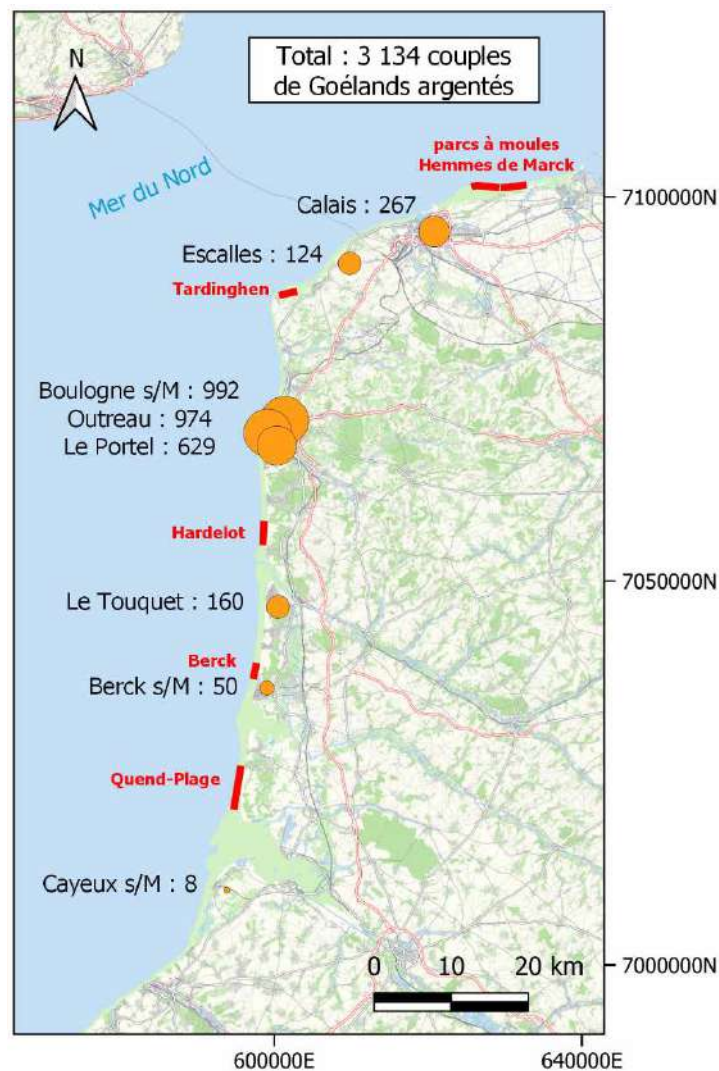 Total : 3 134 couples
de Goélands argentés
N
Mer du Nord
parcs à moules
Hemmes de Marck
7100000N
Calais : 267
Escalles : 124
Tardinghen
Boulogne s/M : 992
Outreau : 974
Le Portel : 629
Hardelot
7050000N
Le Touquet : 160
Berck
Berck s/M : 50
Quend-Plage
Cayeux s/M : 8
0 10 20 km
7000000N
600000E 640000E